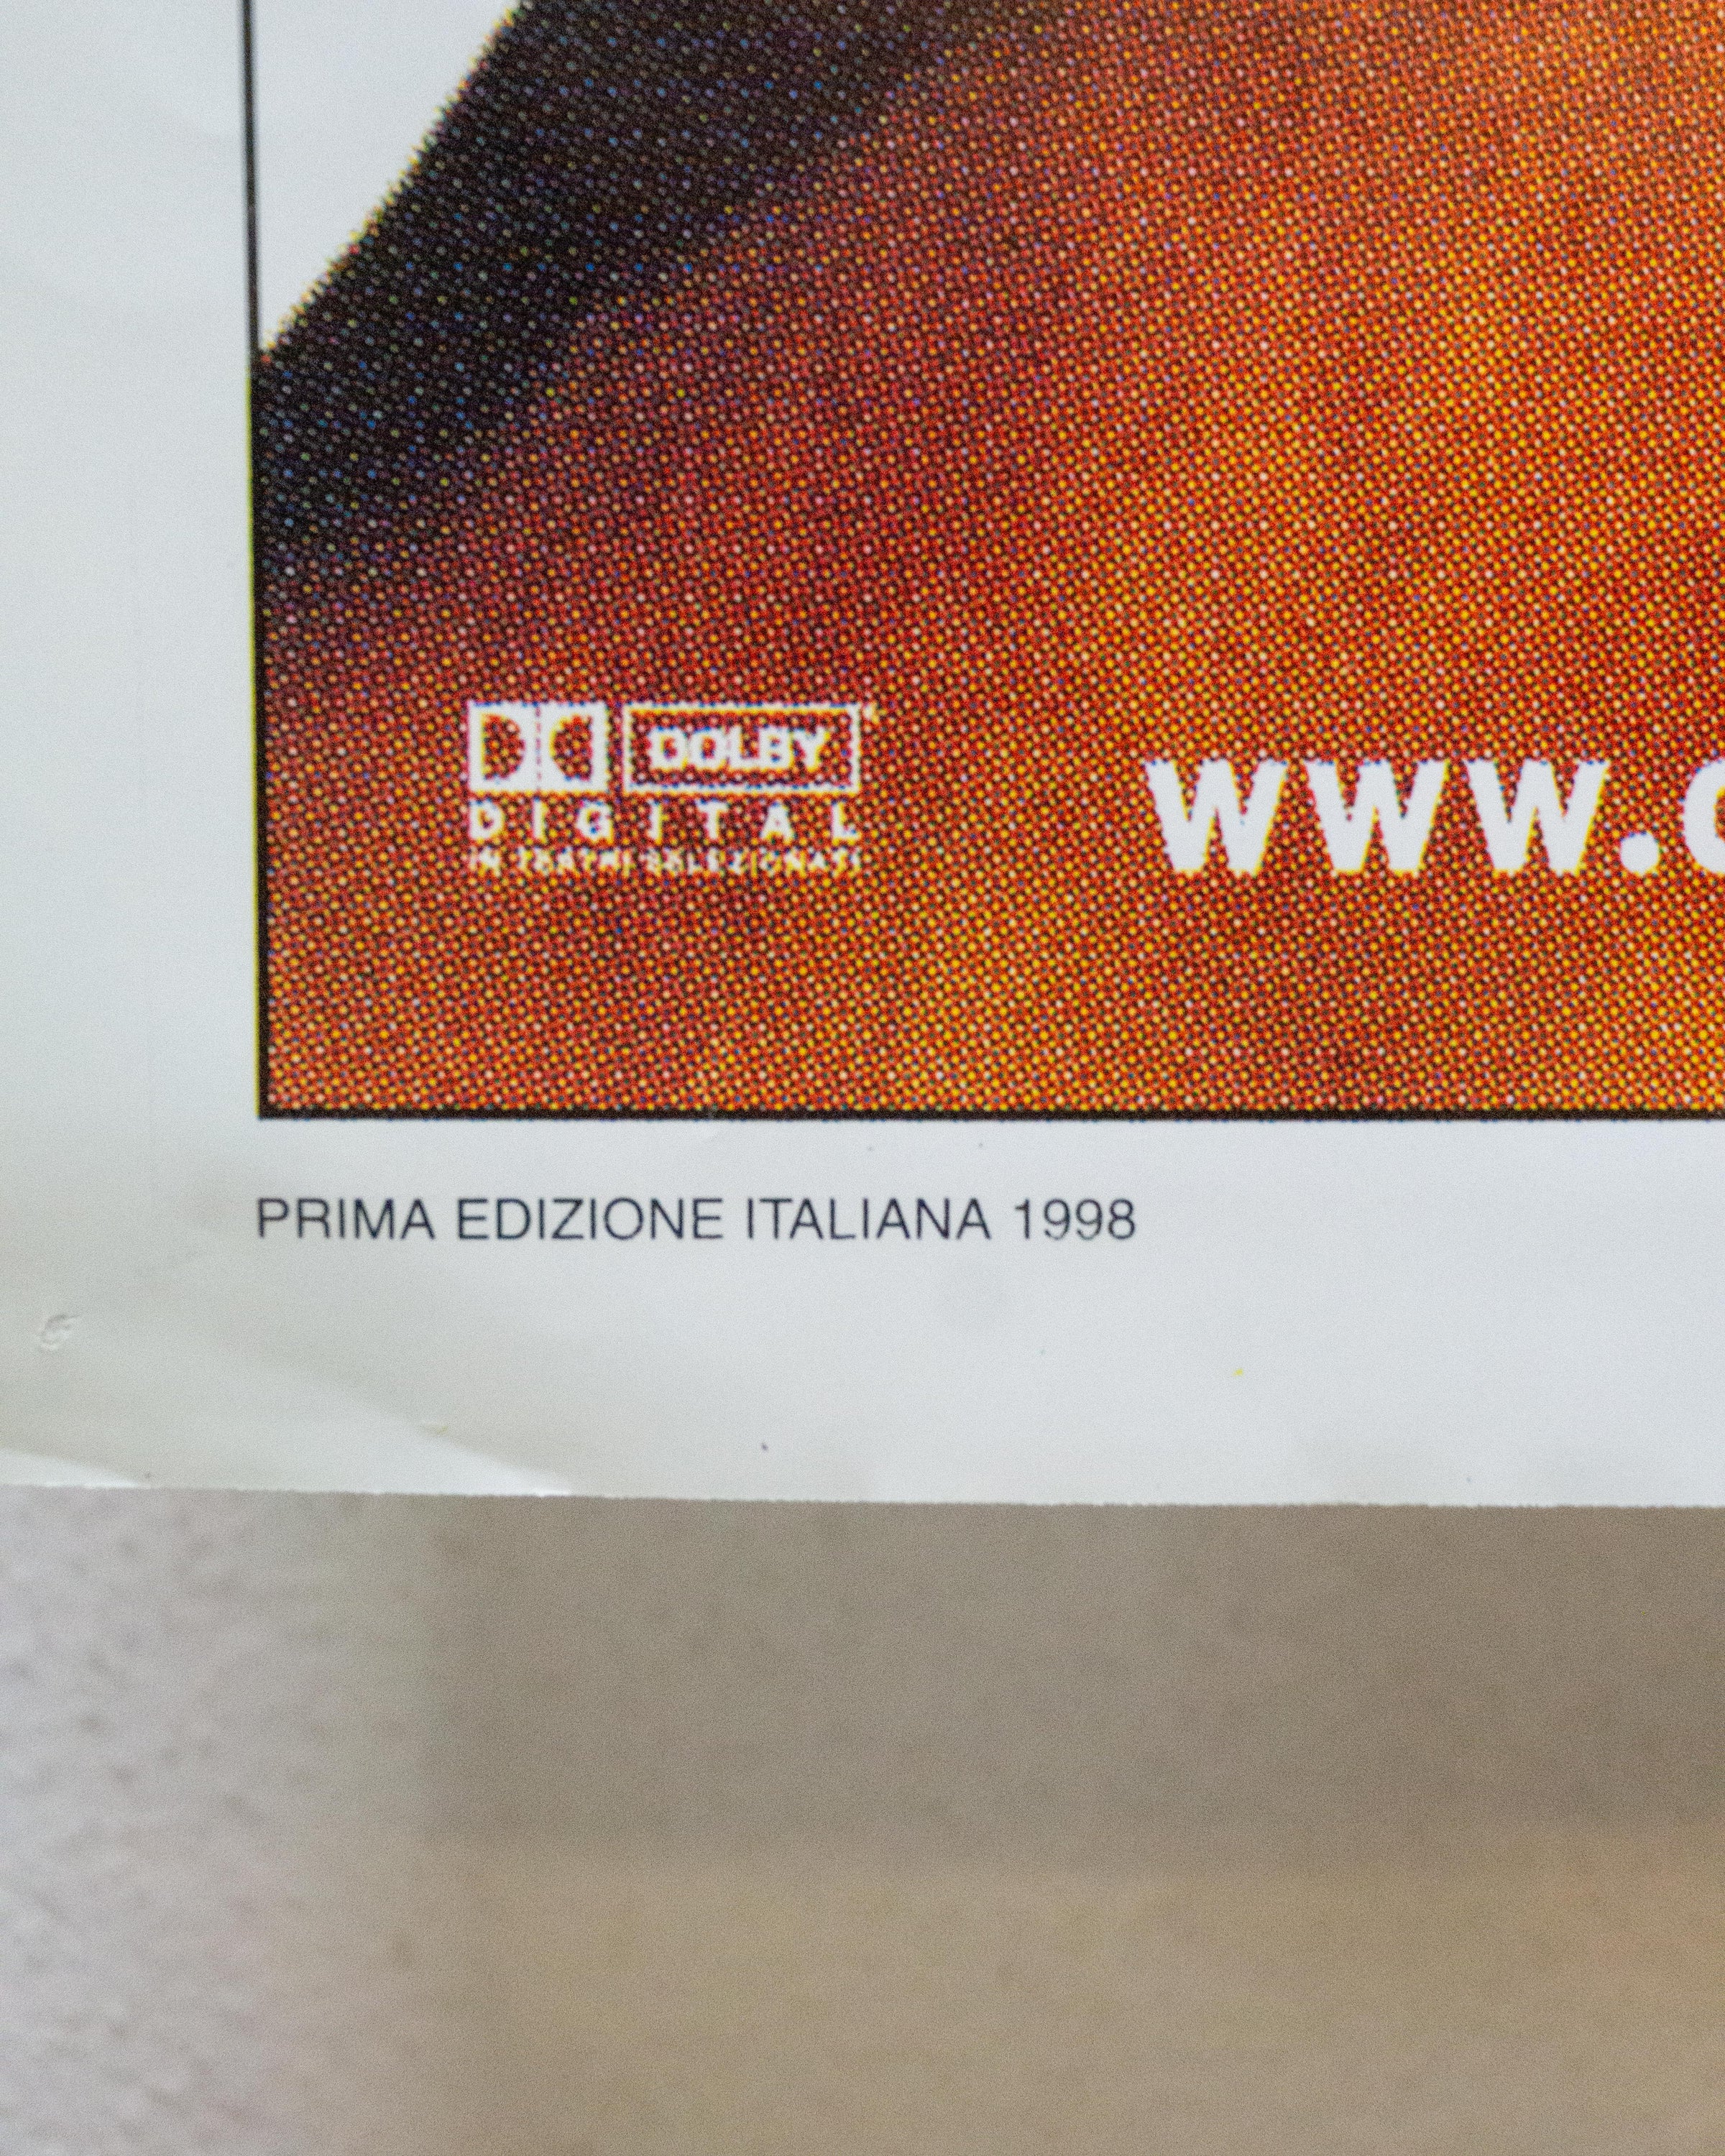 DOLBY
DIGITAL
IN TEATRI SELEZIONATI
www.
PRIMA EDIZIONE ITALIANA 1998